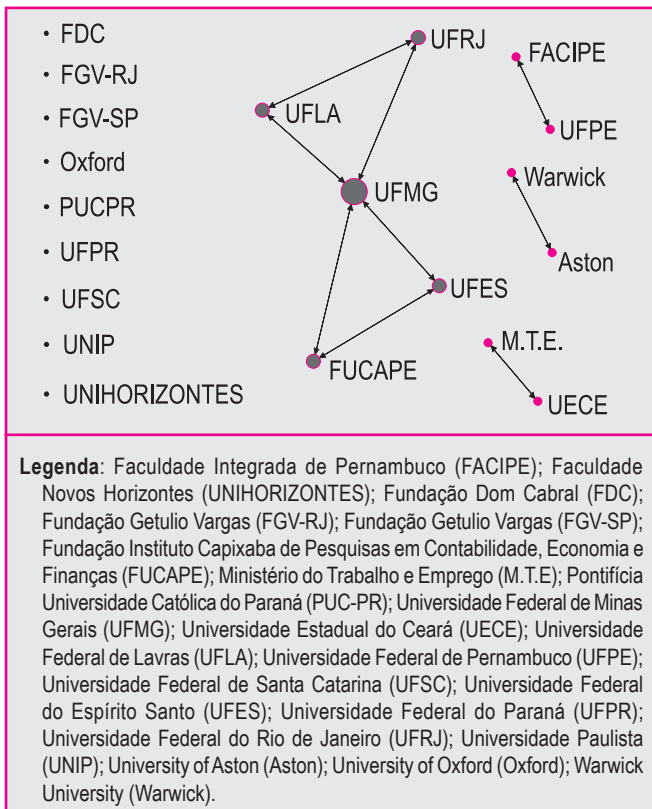 • FDC
• FGV-RJ
• FGV-SP
• Oxford
• PUCPR
• UFPR
• UFSC
• UNIP
• UNIHORIZONTES
UFRJ
UFLA
UFMG
UFES
FUCAPE
FACIPE
UFPE
Warwick
Aston
M.T.E.
UECE
Legenda: Faculdade Integrada de Pernambuco (FACIPE); Faculdade
Novos Horizontes (UNIHORIZONTES); Fundação Dom Cabral (FDC);
Fundação Getulio Vargas (FGV-RJ); Fundação Getulio Vargas (FGV-SP);
Fundação Instituto Capixaba de Pesquisas em Contabilidade, Economia e
Finanças (FUCAPE); Ministério do Trabalho e Emprego (M.T.E); Pontifícia
Universidade Católica do Paraná (PUC-PR); Universidade Federal de Minas
Gerais (UFMG); Universidade Estadual do Ceará (UECE); Universidade
Federal de Lavras (UFLA); Universidade Federal de Pernambuco (UFPE);
Universidade Federal de Santa Catarina (UFSC); Universidade Federal
do Espírito Santo (UFES); Universidade Federal do Paraná (UFPR);
Universidade Federal do Rio de Janeiro (UFRJ); Universidade Paulista
(UNIP); University of Aston (Aston); University of Oxford (Oxford); Warwick
University (Warwick).